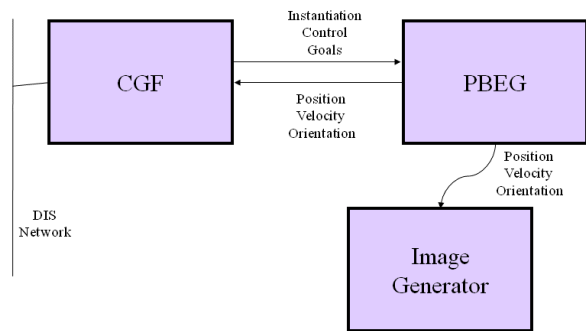 Instantiation
Control
Goals
CGF
PBEG
Position
Velocity
Orientation
Position
Velocity
Orientation
DIS
Network
Image
Generator